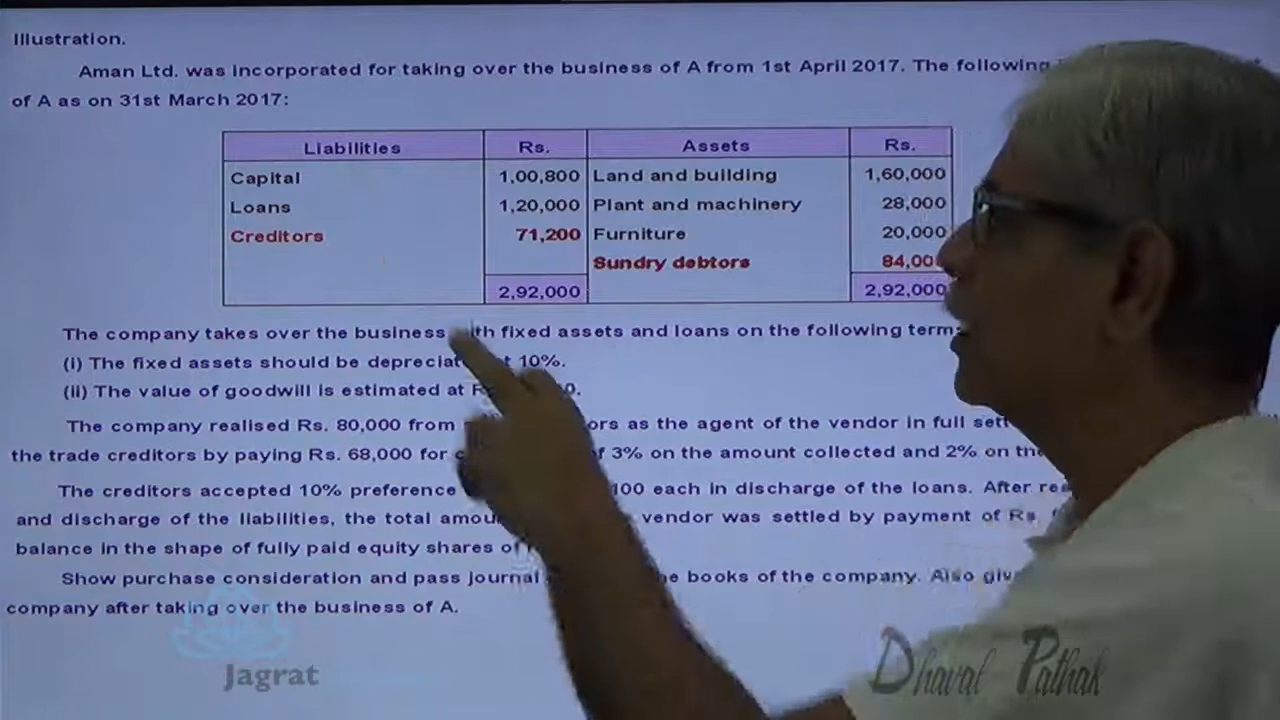 Illustration.
Aman Ltd. was incorporated for taking over the business of A from 1st April 2017. The following
of A as on 31st March 2017:
Liabilities Rs. Assets Rs.
Capital 1,00,800 Land and building 1,60,000
Loans 1,20,000 Plant and machinery 28,000
Creditors 71,200 Furniture 20,000
Sundry debtors 84,00
2,92,000 2,92,000
The company takes over the business fixed assets and loans on the following
(i) The fixed assets should be 10%.
(ii) The value of goodwill is estimated at
The company realised Rs. 80,000 from as the agent of the vendor in full
the trade creditors by paying Rs. 68,000 for 3% on the amount collected and 2% on
The creditors accepted 10% preference 100 each in discharge of the loans. After
and discharge of the liabilities, the total vendor was settled by payment of Rs.
balance in the shape of fully paid equity shares
Show purchase consideration and pass journal books of the company. Also
company after taking over the business of A.
Jagrat
Dhaval Pathak